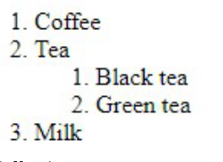 1. Coffee
2. Tea
1. Black tea
2. Green tea
3. Milk